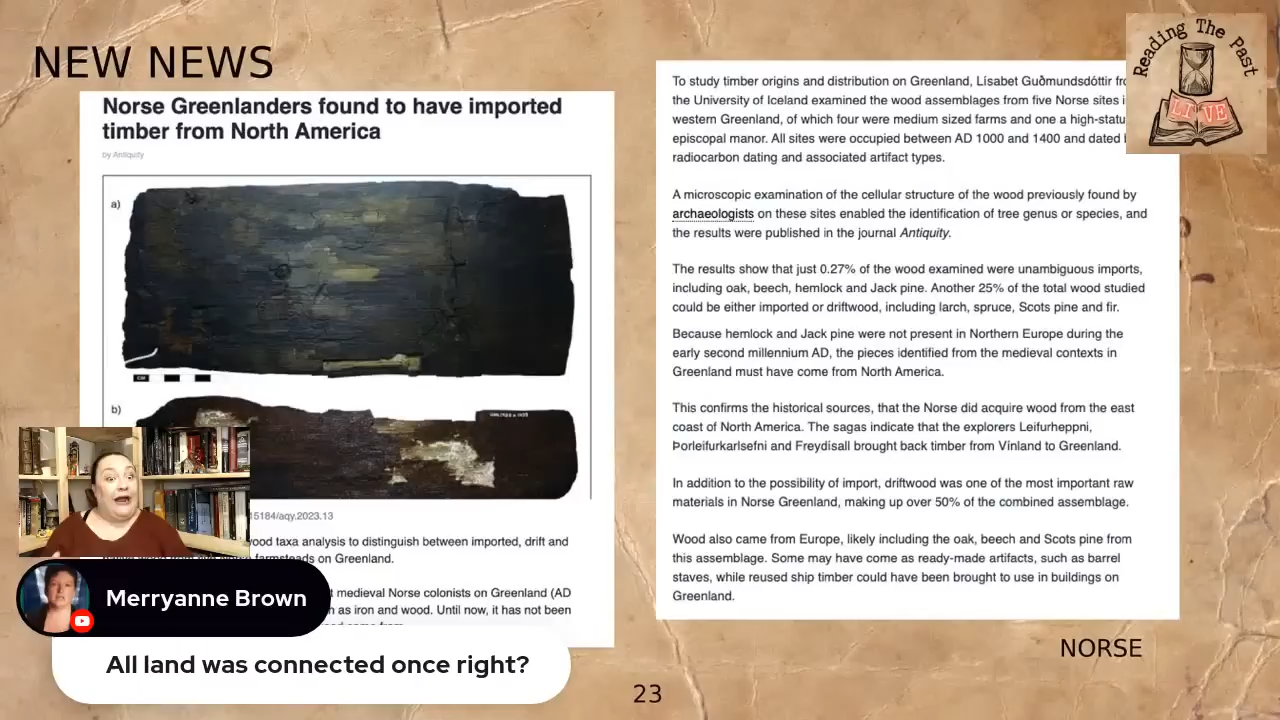 NEW NEWS
Reading The Past
LIVE
Norse Greenlanders found to have imported
timber from North America
by Antiquity
a)
b)
15184/aqy.2023.13
wood taxa analysis to distinguish between imported, drift and
farmsteads on Greenland.
medieval Norse colonists on Greenland (AD
as iron and wood. Until now, it has not been
To study timber origins and distribution on Greenland, Lísabet Guðmundsdóttir
the University of Iceland examined the wood assemblages from five Norse sites
western Greenland, of which four were medium sized farms and one a high-statu
episcopal manor. All sites were occupied between AD 1000 and 1400 and dated
radiocarbon dating and associated artifact types.
A microscopic examination of the cellular structure of the wood previously found by
archaeologists on these sites enabled the identification of tree genus or species, and
the results were published in the journal Antiquity.
The results show that just 0.27% of the wood examined were unambiguous imports,
including oak, beech, hemlock and Jack pine. Another 25% of the total wood studied
could be either imported or driftwood, including larch, spruce, Scots pine and fir.
Because hemlock and Jack pine were not present in Northern Europe during the
early second millennium AD, the pieces identified from the medieval contexts in
Greenland must have come from North America.
This confirms the historical sources, that the Norse did acquire wood from the east
coast of North America. The sagas indicate that the explorers Leifurheppni,
Þorleifurkarlsefni and Freydísall brought back timber from Vínland to Greenland.
In addition to the possibility of import, driftwood was one of the most important raw
materials in Norse Greenland, making up over 50% of the combined assemblage.
Wood also came from Europe, likely including the oak, beech and Scots pine from
this assemblage. Some may have come as ready-made artifacts, such as barrel
staves, while reused ship timber could have been brought to use in buildings on
Greenland.
Merryanne Brown
All land was connected once right?
NORSE
23